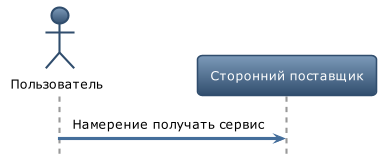 Пользователь
Сторонний поставщик
Намерение получать сервис